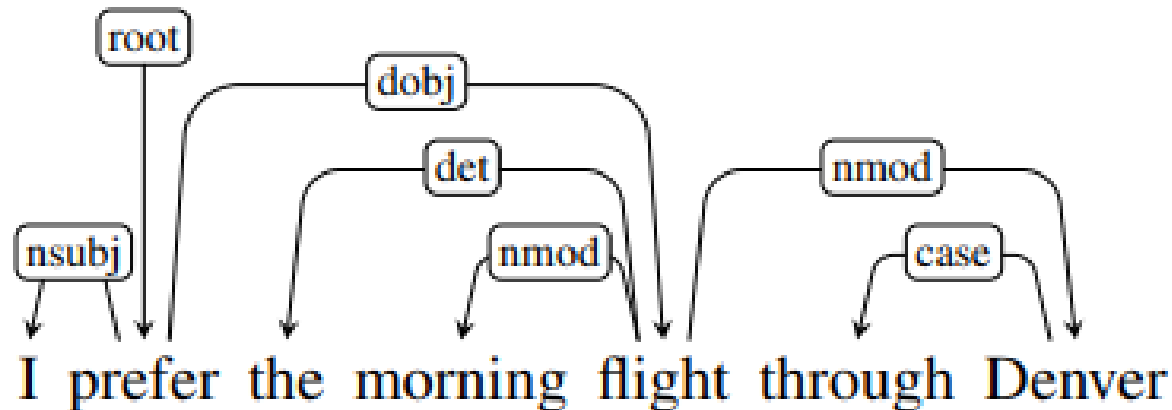 root
dobj
det nmod
nsubj nmod case
I prefer the morning flight through Denver